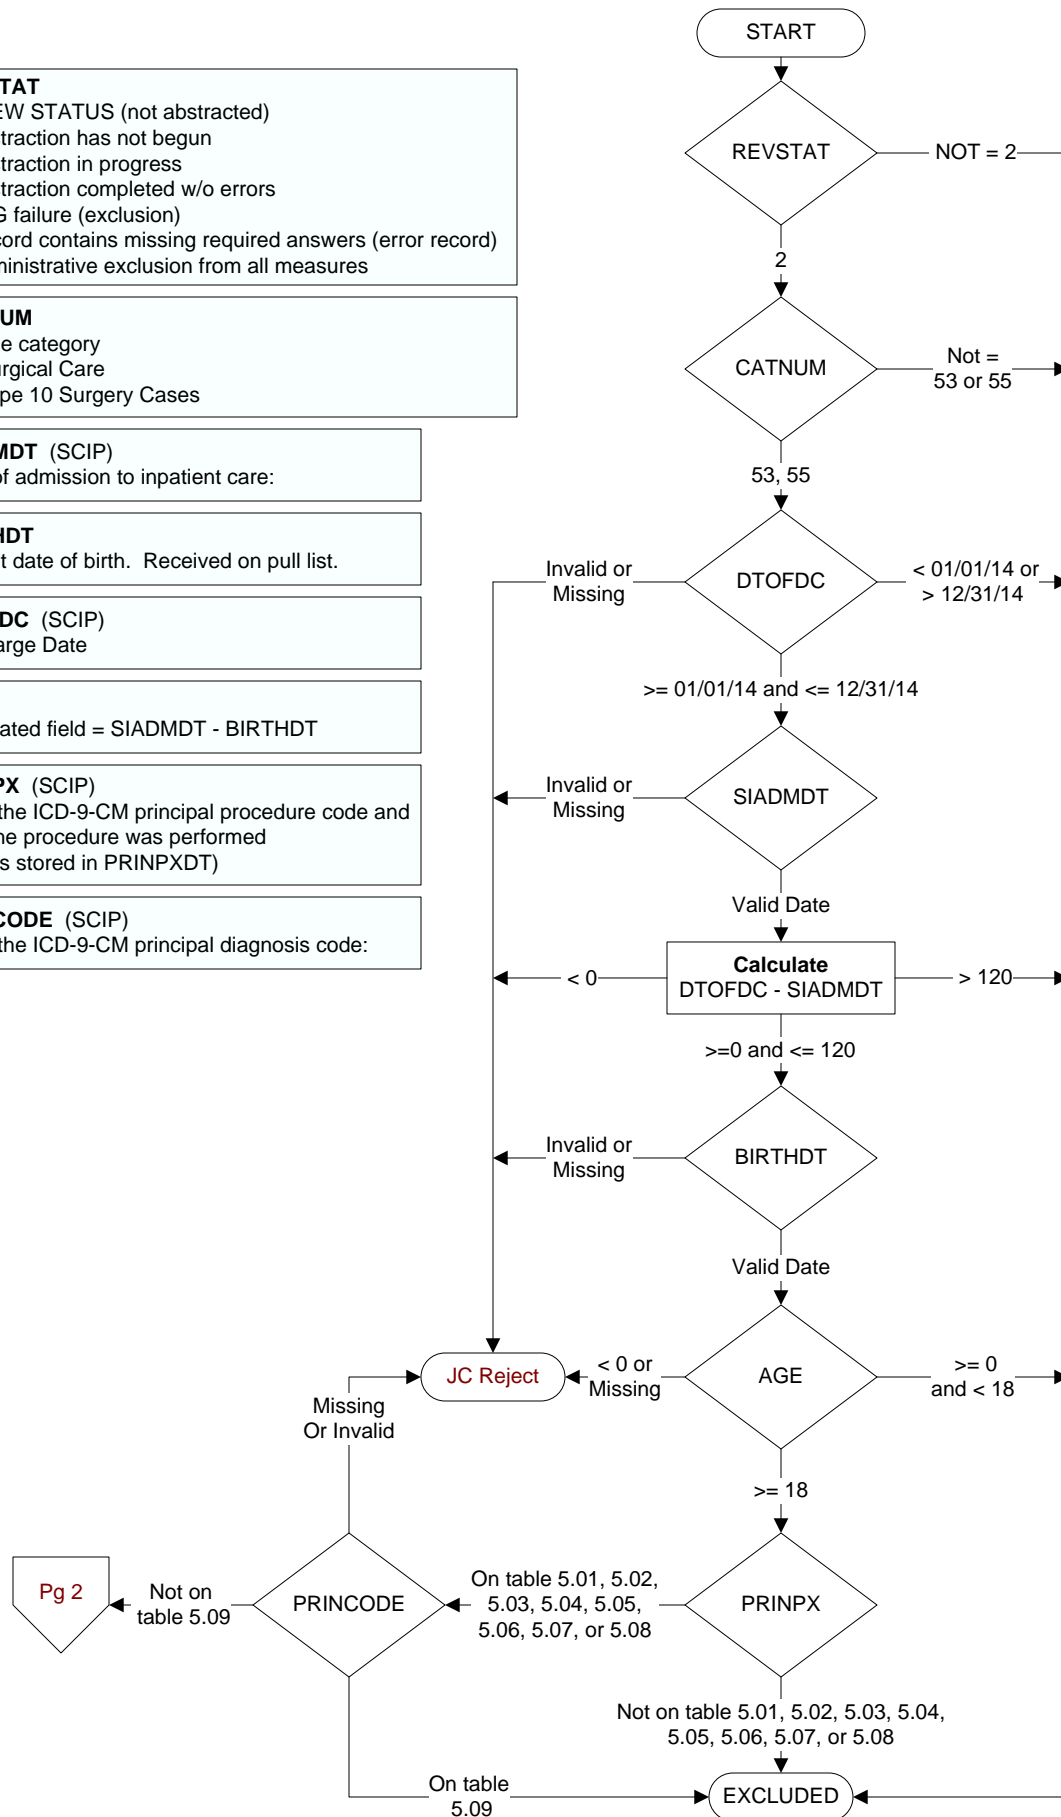 START
TAT
EW STATUS (not abstracted)
straction has not begun
straction in progress
straction completed w/o errors
G failure (exclusion)
cord contains missing required answers (error record)
ministrative exclusion from all measures
REVSTAT
NOT = 2
2
UM
e category
urgical Care
pe 10 Surgery Cases
CATNUM
Not =
53 or 55
53, 55
MDT (SCIP)
of admission to inpatient care:
HDT
t date of birth. Received on pull list.
DTOFDC
Invalid or
Missing
< 01/01/14 or
> 12/31/14
>= 01/01/14 and <= 12/31/14
DC (SCIP)
arge Date
ated field = SIADMDT - BIRTHDT
PX (SCIP)
the ICD-9-CM principal procedure code and
he procedure was performed
s stored in PRINPXDT)
SIADMDT
Invalid or
Missing
Valid Date
CODE (SCIP)
the ICD-9-CM principal diagnosis code:
Calculate
DTOFDC - SIADMDT
< 0
> 120
>=0 and <= 120
BIRTHDT
Invalid or
Missing
Valid Date
AGE
< 0 or
Missing
>= 0
and < 18
JC Reject
>= 18
Missing
Or Invalid
PRINPX
On table 5.01, 5.02,
5.03, 5.04, 5.05,
5.06, 5.07, or 5.08
PRINCODE
Not on
table 5.09
Pg 2
Not on table 5.01, 5.02, 5.03, 5.04,
5.05, 5.06, 5.07, or 5.08
On table
5.09
EXCLUDED